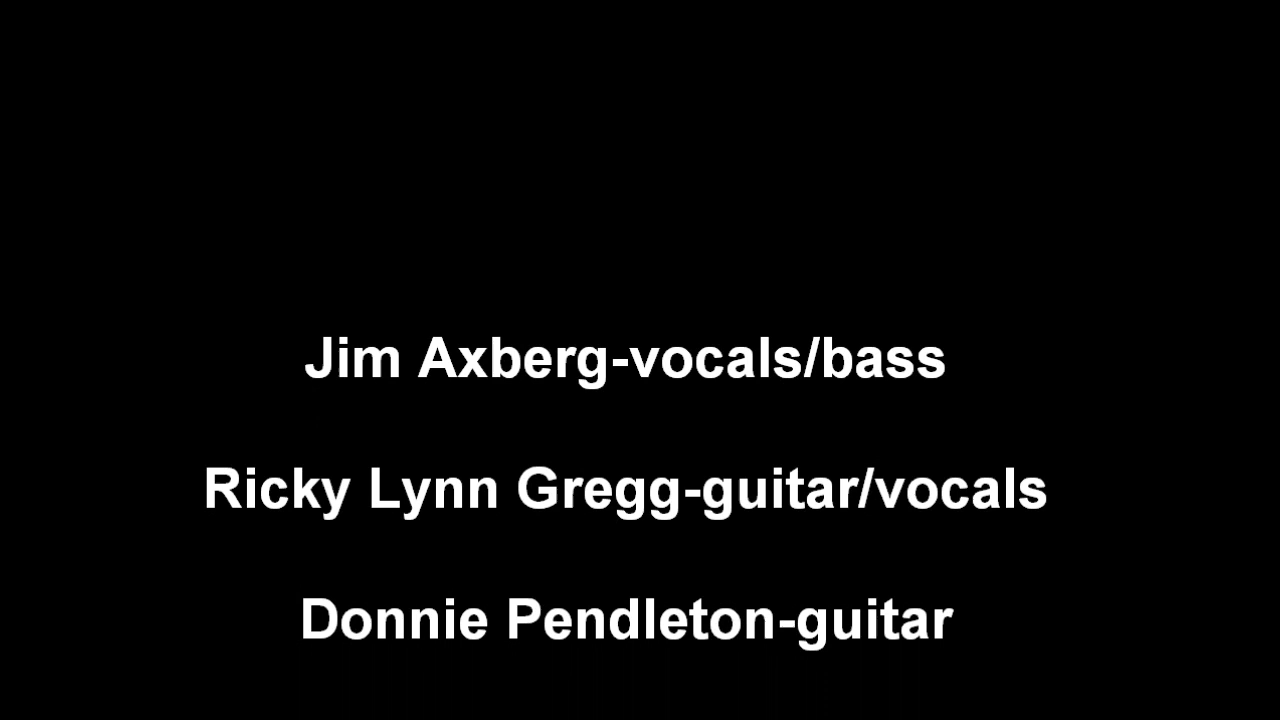 Jim Axberg-vocals/bass
Ricky Lynn Gregg-guitar/vocals
Donnie Pendleton-guitar